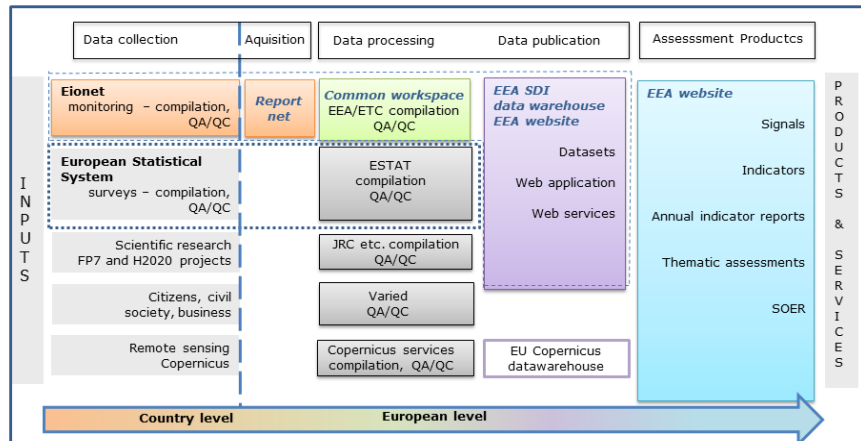 Data collection
Aquisition
Data processing
Data publication
Assesssment Productcs
INPUTS
Eionet
monitoring – compilation,
QA/QC
Report
net
Common workspace
EEA/ETC compilation
QA/QC
EEA SDI
data warehouse
EEA website
Datasets
Web application
Web services
EEA website
Signals
Indicators
Annual indicator reports
Thematic assessments
SOER
PRODUCTS & SERVICES
European Statistical
System
surveys – compilation,
QA/QC
ESTAT
compilation
QA/QC
Scientific research
FP7 and H2020 projects
JRC etc. compilation
QA/QC
Citizens, civil
society, business
Varied
QA/QC
Remote sensing
Copernicus
Copernicus services
compilation, QA/QC
EU Copernicus
datawarehouse
Country level
European level